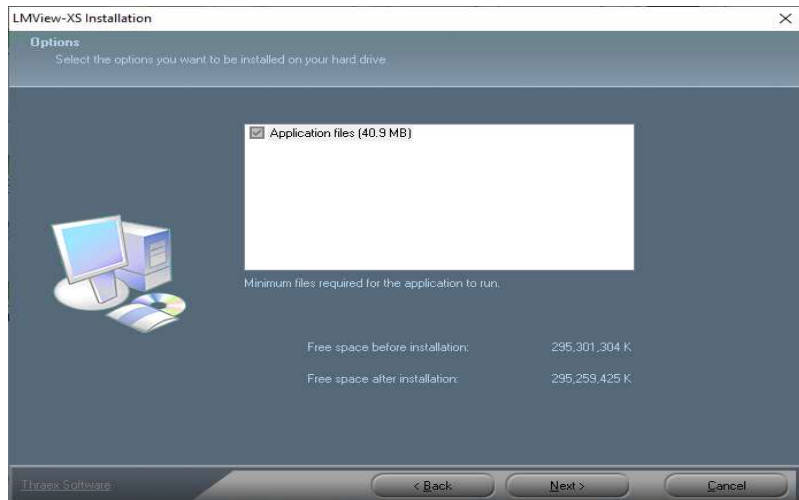 LMView-XS Installation
Options
Select the options you want to be installed on your hard drive.
Application files (40.9 MB)
Minimum files required for the application to run.
Free space before installation: 295,301,304 K
Free space after installation: 295,259,425 K
Thraex Software
< Back Next > Cancel